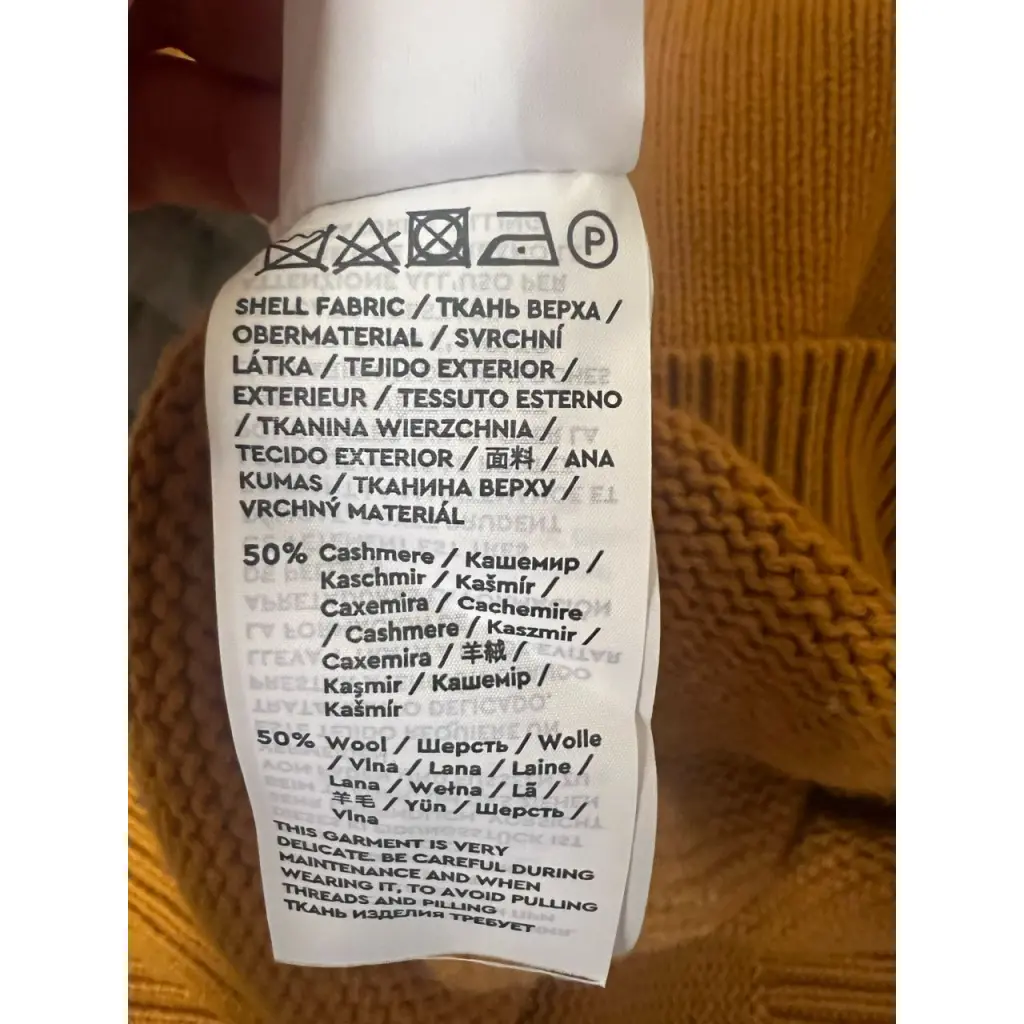 P
SHELL FABRIC / ТКАНЬ ВЕРХА /
OBERMATERIAL / SVRCHNÍ
LÁTKA / TEJIDO EXTERIOR /
EXTERIEUR / TESSUTO ESTERNO
/ TKANINA WIERZCHNIA /
TECIDO EXTERIOR / 面料 / ANA
KUMAS / ТКАНИНА ВЕРХУ /
VRCHNÝ MATERIÁL
50% Cashmere / Кашемир /
Kaschmir / Kašmír /
Caxemira / Cachemire
/ Cashmere / Kaszmir /
Caxemira / 羊絨 /
Kaşmir / Кашемір /
Kašmír
50% Wool / Шерсть / Wolle
/ Vlna / Lana / Laine /
Lana / Wełna / Lã /
羊毛 / Yün / Шерсть /
Vlna
THIS GARMENT IS VERY
DELICATE. BE CAREFUL DURING
MAINTENANCE AND WHEN
WEARING IT, TO AVOID PULLING
THREADS AND PILLING
ТКАНЬ ИЗДЕЛИЯ ТРЕБУЕТ